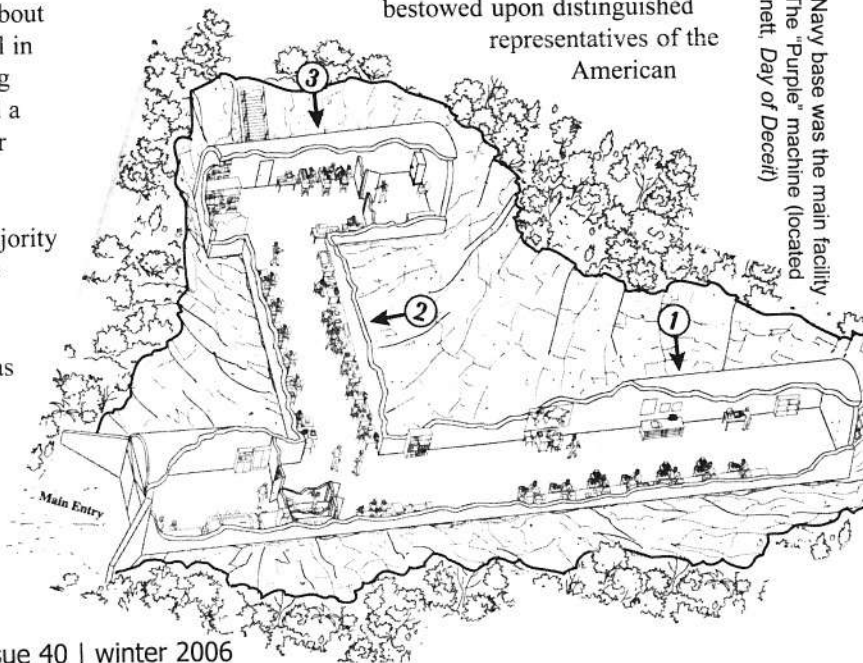 bout
in
g
a
r
jority
as
bestowed upon distinguished
representatives of the
American
Navy base was the main facility
The "Purple" machine (located
nett, Day of Deceit)
3
2
1
Main Entry
sue 40 | winter 2006